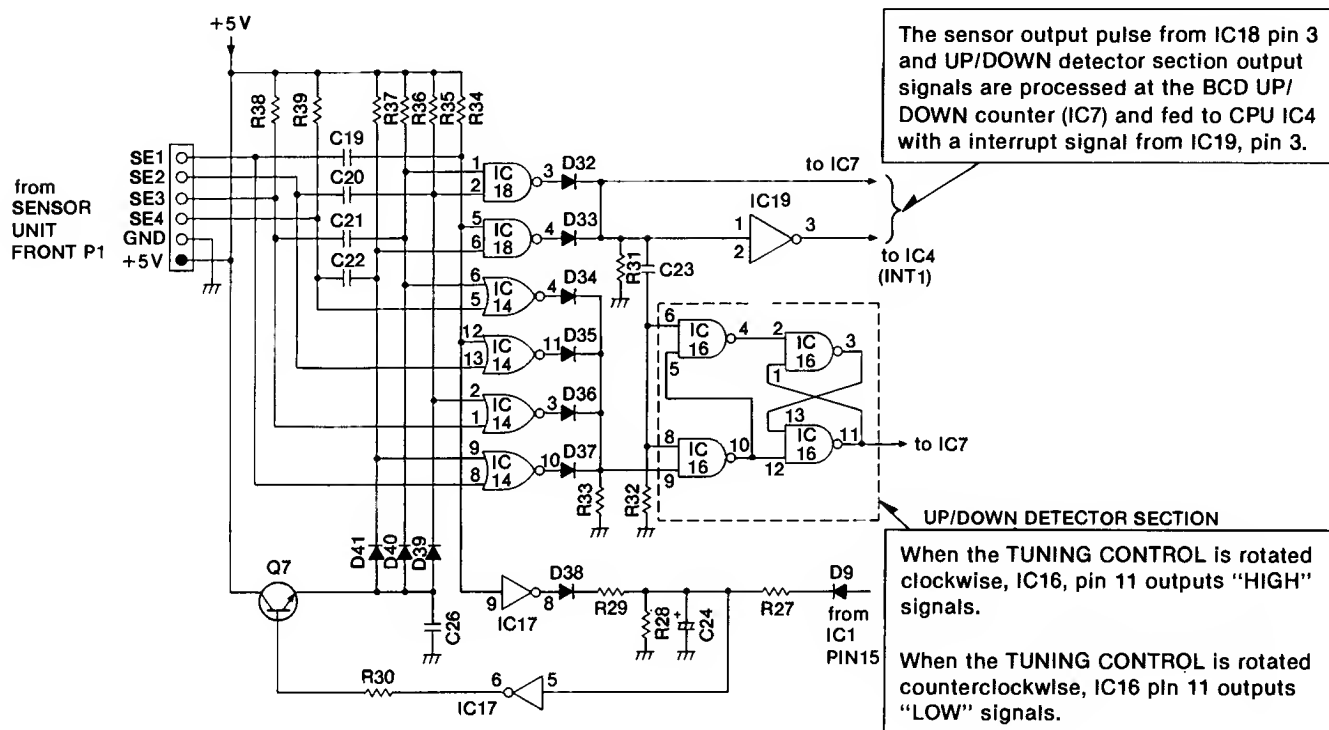 +5V
The sensor output pulse from IC18 pin 3
and UP/DOWN detector section output
signals are processed at the BCD UP/
DOWN counter (IC7) and fed to CPU IC4
with a interrupt signal from IC19, pin 3.
R38
R39
R37
R36
R35
R34
from
SENSOR
UNIT
FRONT P1
SE1
SE2
SE3
SE4
GND
+5V
C19
C20
C21
C22
1
2
IC
18
3
D32
5
6
IC
18
4
D33
6
5
IC
14
4
D34
12
13
IC
14
11
D35
2
1
IC
14
3
D36
9
8
IC
14
10
D37
to IC7
IC19
1
2
3
to IC4
(INT1)
R31
C23
R33
R32
6
5
IC
16
4
2
1
IC
16
3
8
9
IC
16
10
13
12
IC
16
11
to IC7
UP/DOWN DETECTOR SECTION
When the TUNING CONTROL is rotated
clockwise, IC16, pin 11 outputs “HIGH”
signals.
When the TUNING CONTROL is rotated
counterclockwise, IC16 pin 11 outputs
“LOW” signals.
D41
D40
D39
Q7
C26
9
IC17
8
D38
R29
R28
+
C24
R27
D9
from
IC1
PIN15
R30
6
IC17
5